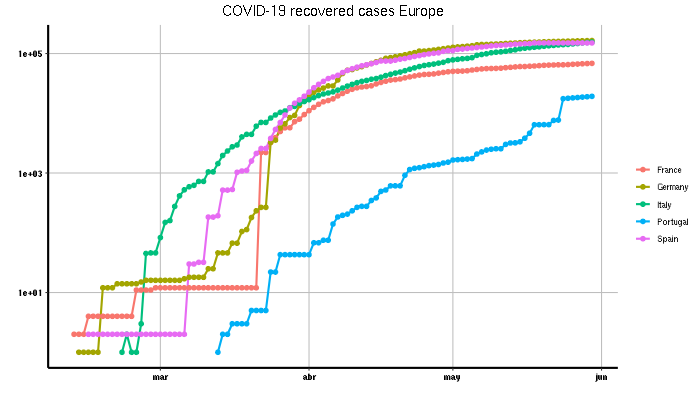 COVID-19 recovered cases Europe
1e+05
1e+03
1e+01
mar
abr
may
jun
France
Germany
Italy
Portugal
Spain